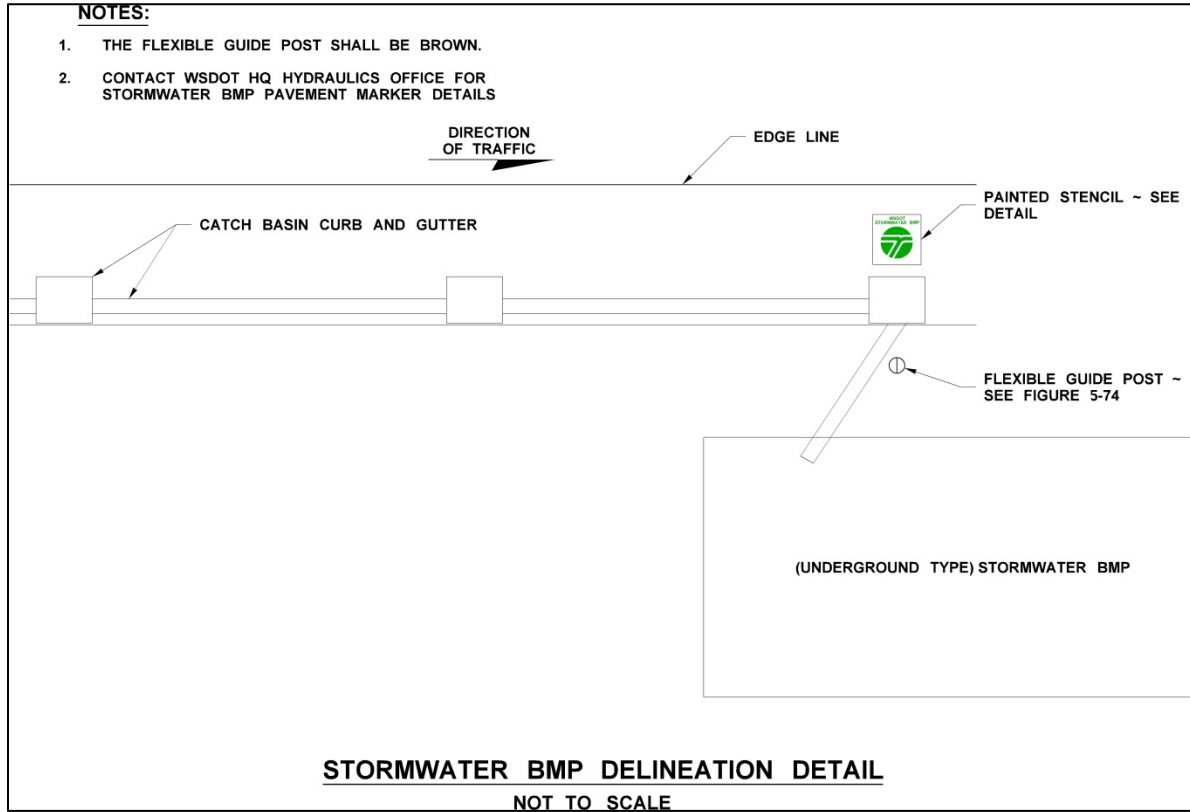 NOTES:
1. THE FLEXIBLE GUIDE POST SHALL BE BROWN.
2. CONTACT WSDOT HQ HYDRAULICS OFFICE FOR
STORMWATER BMP PAVEMENT MARKER DETAILS
DIRECTION
OF TRAFFIC
EDGE LINE
PAINTED STENCIL ~ SEE
DETAIL
WSDOT
STORMWATER BMP
CATCH BASIN CURB AND GUTTER
FLEXIBLE GUIDE POST ~
SEE FIGURE 5-74
(UNDERGROUND TYPE) STORMWATER BMP
STORMWATER BMP DELINEATION DETAIL
NOT TO SCALE